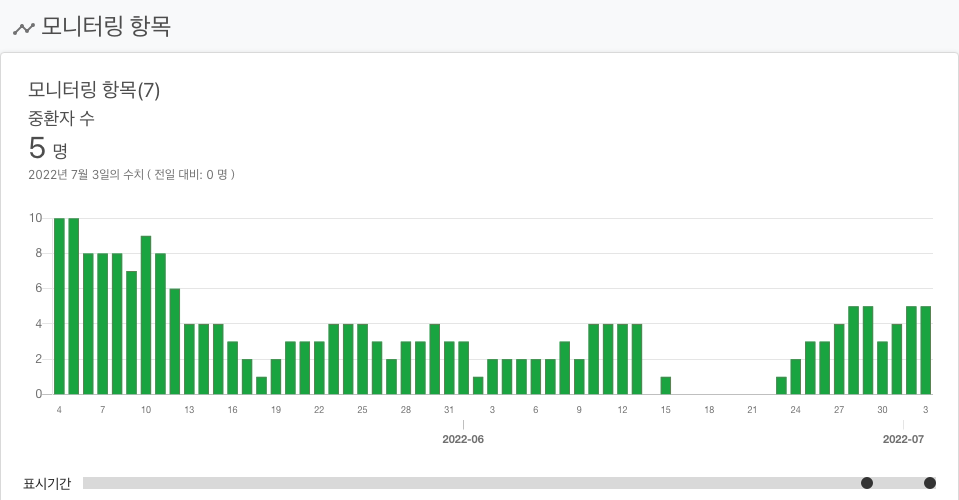 모니터링 항목
모니터링 항목(7)
중환자 수
5 명
2022년 7월 3일의 수치 ( 전일 대비: 0 명 )
10
8
6
4
2
0
4 7 10 13 16 19 22 25 28 31 3 6 9 12 15 18 21 24 27 30 3
2022-06 2022-07
표시기간